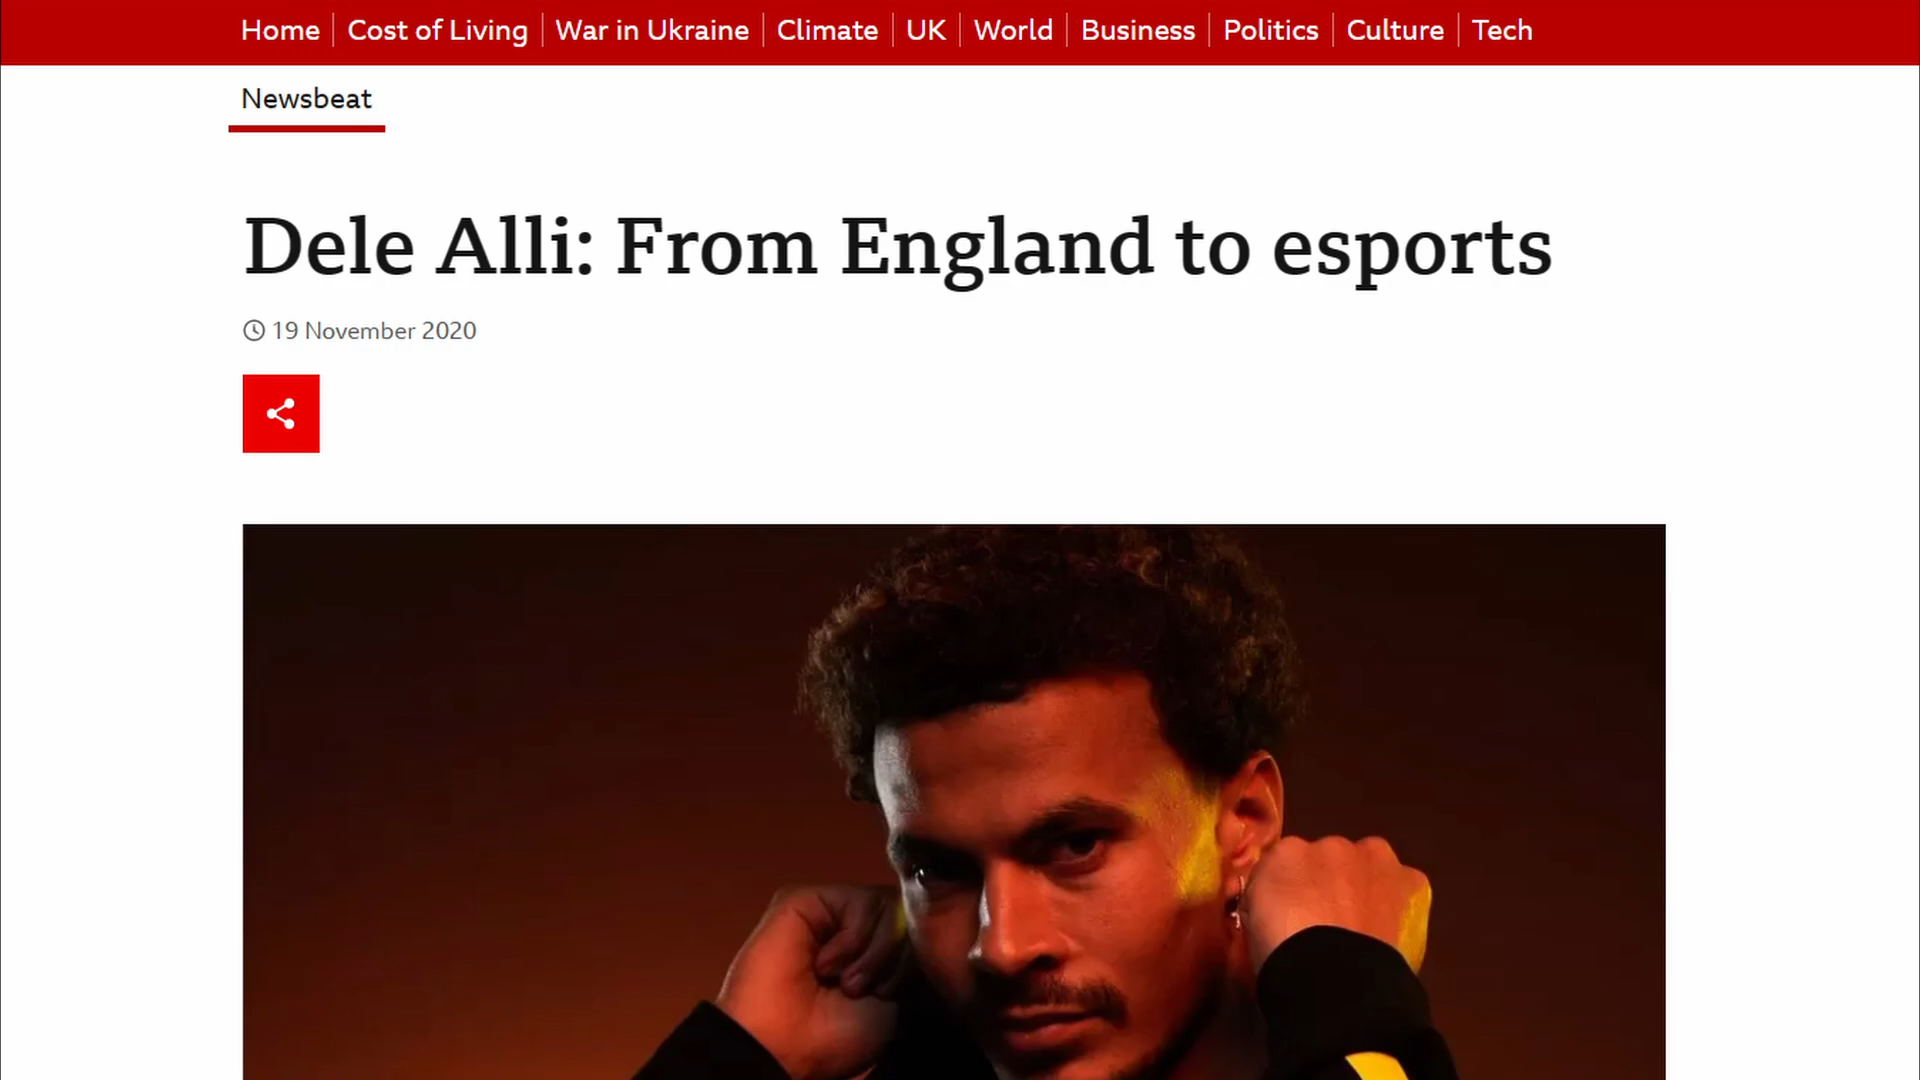 Home Cost of Living War in Ukraine Climate UK World Business Politics Culture Tech
Newsbeat
Dele Alli: From England to esports
19 November 2020